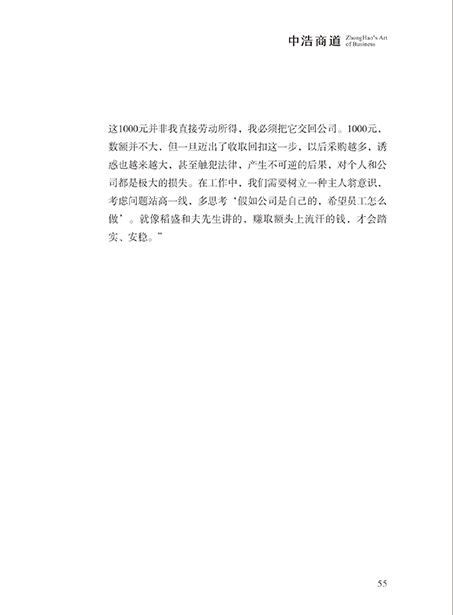 中浩商道 ZhongHao's Art
of Business
这1000元并非我直接劳动所得，我必须把它交回公司。1000元，
数额并不大，但一旦迈出了收取回扣这一步，以后采购越多，诱
惑也越来越大，甚至触犯法律，产生不可逆的后果，对个人和公
司都是极大的损失。在工作中，我们需要树立一种主人翁意识，
考虑问题站高一线，多思考‘假如公司是自己的，希望员工怎么
做’。就像稻盛和夫先生讲的，赚取额头上流汗的钱，才会踏
实、安稳。”
55